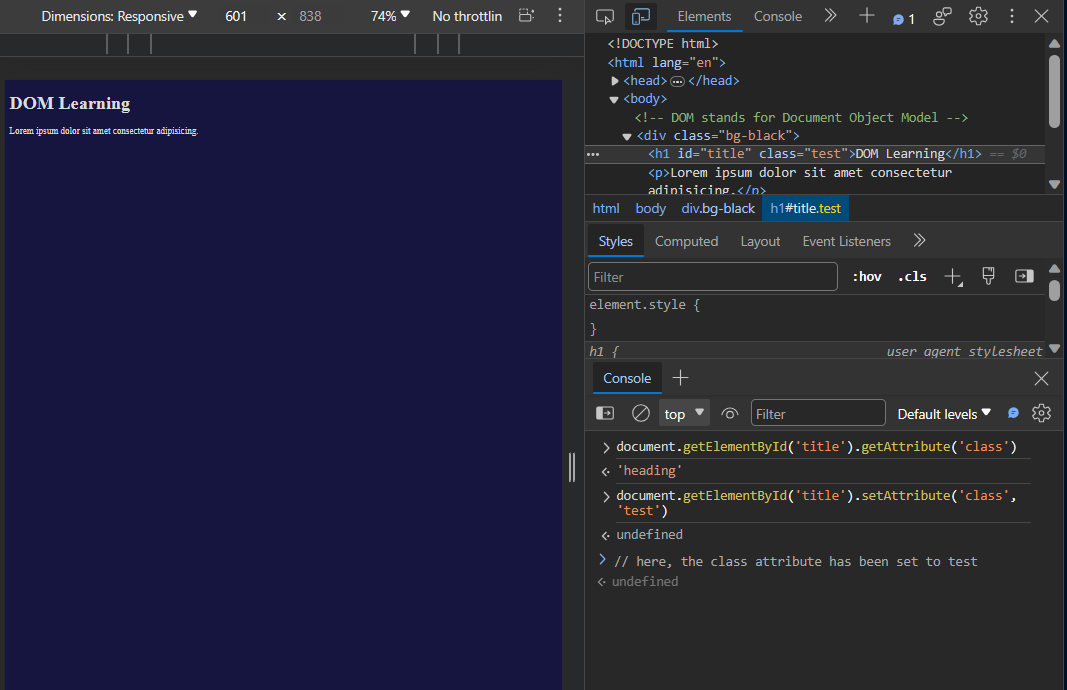 Dimensions: Responsive 601 × 838 74% No throttlin
Elements Console 1
DOM Learning
Lorem ipsum dolor sit amet consectetur adipisicing.
<!DOCTYPE html>
<html lang="en">
<head> ... </head>
<body>
<!-- DOM stands for Document Object Model -->
<div class="bg-black">
<h1 id="title" class="test">DOM Learning</h1> == $0
<p>Lorem ipsum dolor sit amet consectetur
adipisicing.</p>
html body div.bg-black h1#title.test
Styles Computed Layout Event Listeners
Filter :hov .cls
element.style {
}
h1 { user agent stylesheet
Console
top Filter Default levels
document.getElementById('title').getAttribute('class')
'heading'
document.getElementById('title').setAttribute('class',
'test')
undefined
// here, the class attribute has been set to test
undefined